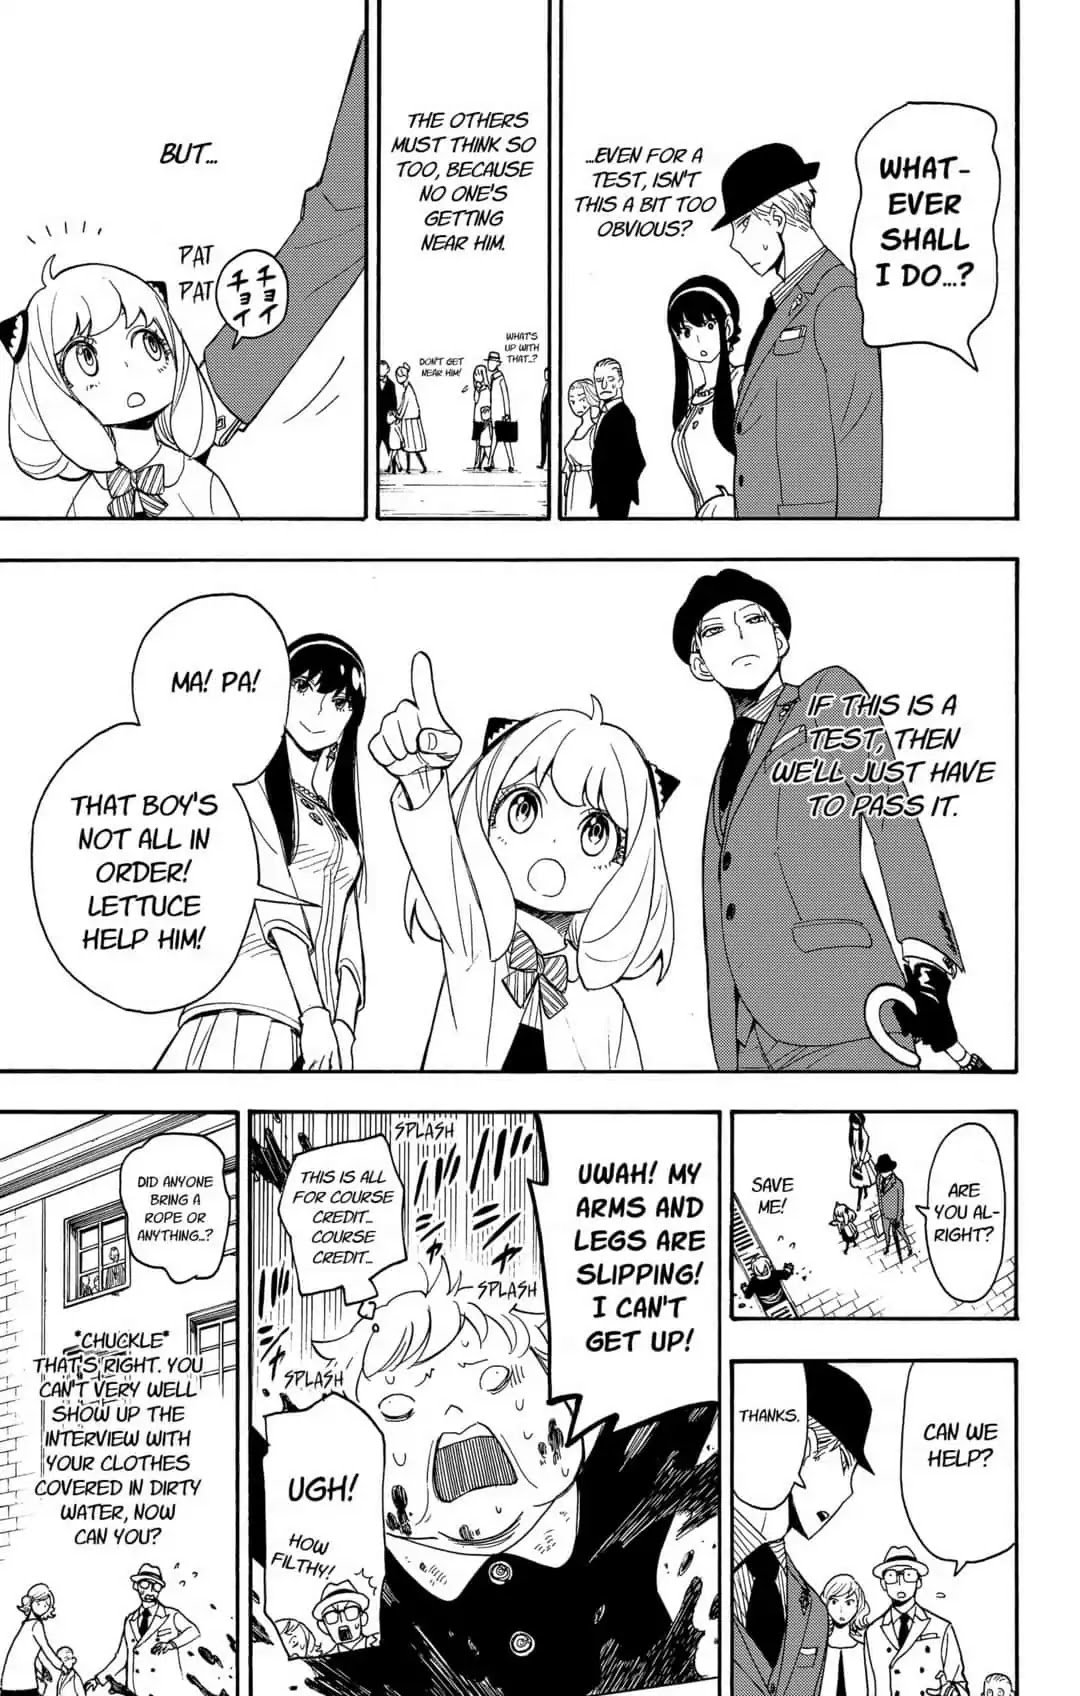 WHAT-
EVER
SHALL
I DO...?
...EVEN FOR A
TEST, ISN'T
THIS A BIT TOO
OBVIOUS?
THE OTHERS
MUST THINK SO
TOO, BECAUSE
NO ONE'S
GETTING
NEAR HIM.
WHAT'S
UP WITH
THAT...?
DON'T GET
NEAR HIM!
BUT...
PAT
PAT
チョイ
チョイ
MA! PA!
THAT BOY'S
NOT ALL IN
ORDER!
LETTUCE
HELP HIM!
IF THIS IS A
TEST, THEN
WE'LL JUST HAVE
TO PASS IT.
ARE
YOU AL-
RIGHT?
SAVE
ME!
CAN WE
HELP?
THANKS.
UWAH! MY
ARMS AND
LEGS ARE
SLIPPING!
I CAN'T
GET UP!
SPLASH
THIS IS ALL
FOR COURSE
CREDIT...
COURSE
CREDIT...
SPLASH
SPLASH
UGH!
HOW
FILTHY!
DID ANYONE
BRING A
ROPE OR
ANYTHING...?
*CHUCKLE*
THAT'S RIGHT. YOU
CAN'T VERY WELL
SHOW UP THE
INTERVIEW WITH
YOUR CLOTHES
COVERED IN DIRTY
WATER, NOW
CAN YOU?